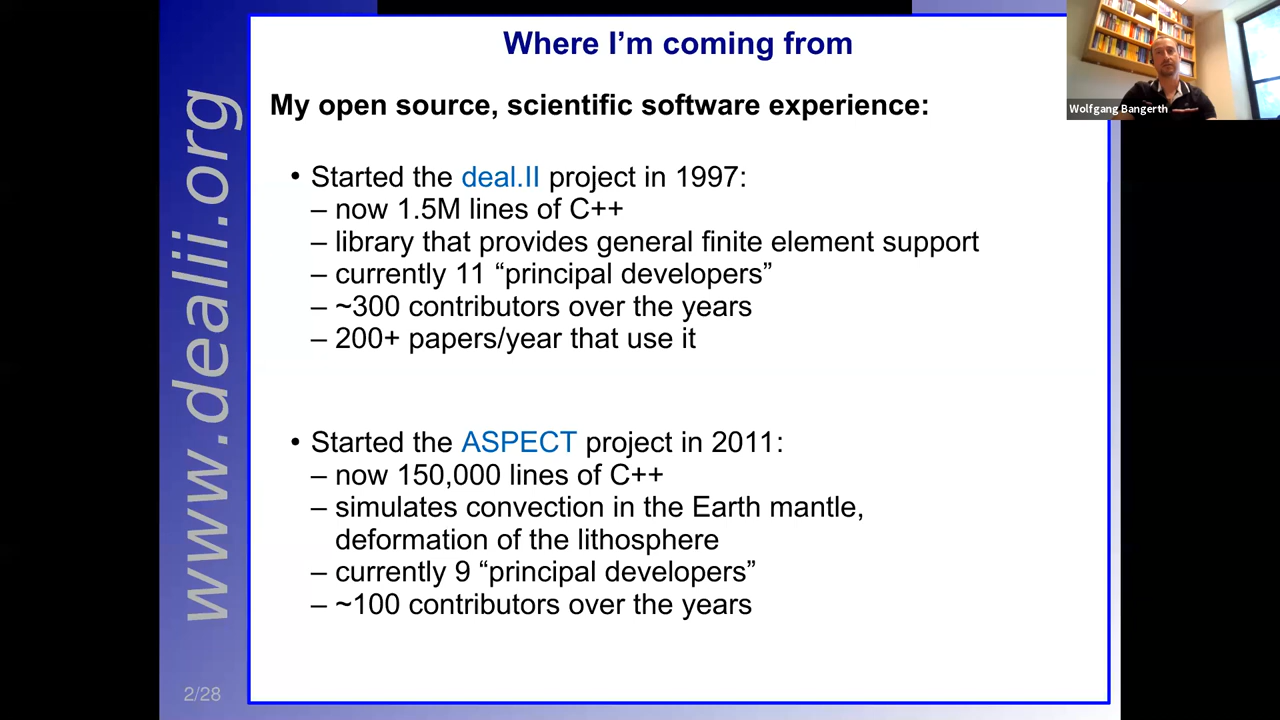 Where I'm coming from
My open source, scientific software experience:
• Started the deal.II project in 1997:
– now 1.5M lines of C++
– library that provides general finite element support
– currently 11 “principal developers”
– ~300 contributors over the years
– 200+ papers/year that use it
• Started the ASPECT project in 2011:
– now 150,000 lines of C++
– simulates convection in the Earth mantle,
deformation of the lithosphere
– currently 9 “principal developers”
– ~100 contributors over the years
www.dealii.org
2/28
Wolfgang Bangerth